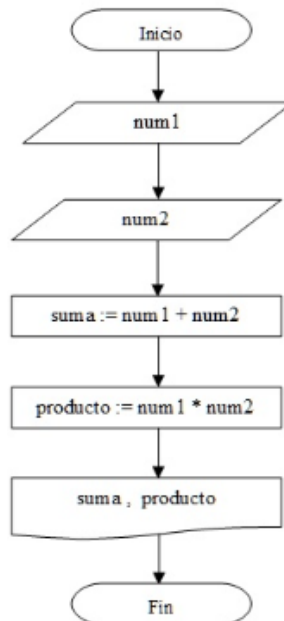 Inicio
num1
num2
suma := num1 + num2
producto := num1 * num2
suma , producto
Fin